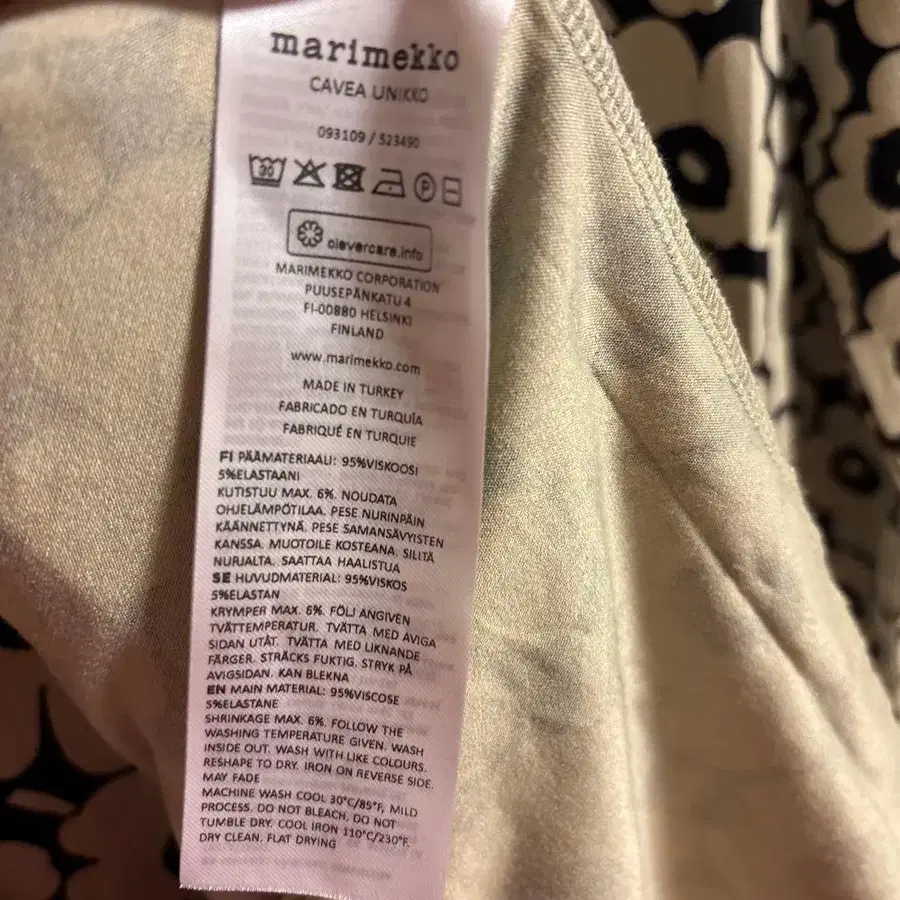 marimekko
CAVEA UNIKKO
093109 / 523490
30
P
clevercare.info
MARIMEKKO CORPORATION
PUUSEPÄNKATU 4
FI-00880 HELSINKI
FINLAND
www.marimekko.com
MADE IN TURKEY
FABRICADO EN TURQUÍA
FABRIQUÉ EN TURQUIE
FI PÄÄMATERIAALI: 95%VISKOOSI
5%ELASTAANI
KUTISTUU MAX. 6%. NOUDATA
OHJELÄMPÖTILAA. PESE NURINPÄIN
KÄÄNNETTYNÄ. PESE SAMANSÄVYISTEN
KANSSA. MUOTOILE KOSTEANA. SILITÄ
NURJALTA. SAATTAA HAALISTUA
SE HUVUDMATERIAL: 95%VISKOS
5%ELASTAN
KRYMPER MAX. 6%. FÖLJ ANGIVEN
TVÄTTEMPERATUR. TVÄTTA MED AVIGA
SIDAN UTÅT. TVÄTTA MED LIKNANDE
FÄRGER. STRÄCKS FUKTIG. STRYK PÅ
AVIGSIDAN. KAN BLEKNA
EN MAIN MATERIAL: 95%VISCOSE
5%ELASTANE
SHRINKAGE MAX. 6%. FOLLOW THE
WASHING TEMPERATURE GIVEN. WASH
INSIDE OUT. WASH WITH LIKE COLOURS.
RESHAPE TO DRY. IRON ON REVERSE SIDE.
MAY FADE
MACHINE WASH COOL 30°C/85°F, MILD
PROCESS. DO NOT BLEACH. DO NOT
TUMBLE DRY. COOL IRON 110°C/230°F.
DRY CLEAN. FLAT DRYING